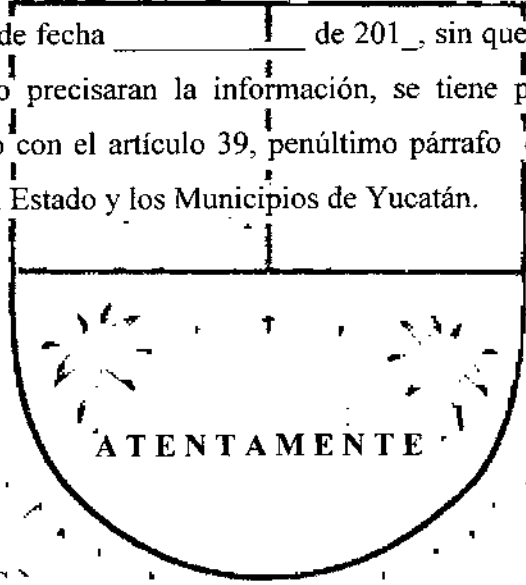 de fecha ____________ de 201_, sin que
precisaran la información, se tiene
con el artículo 39, penúltimo párrafo
Estado y los Municipios de Yucatán.
ATENTAMENTE